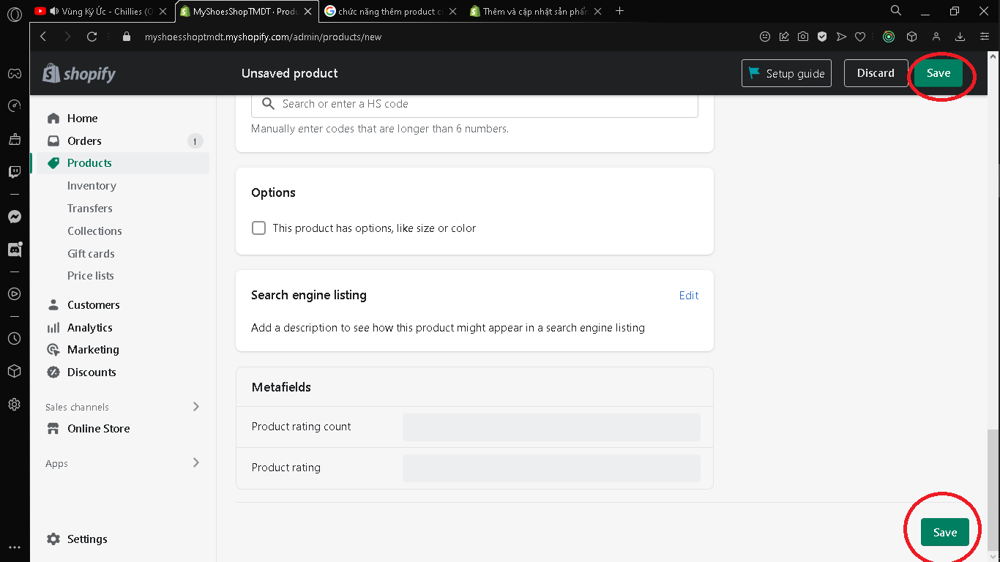 Vùng Ký Ức - Chillies (O
MyShoesShopTMDT · Produ
chức năng thêm product c
Thêm và cập nhật sản phẩn
myshoesshoptmdt.myshopify.com/admin/products/new
shopify
Unsaved product
Setup guide
Discard
Save
Home
Orders
1
Products
Inventory
Transfers
Collections
Gift cards
Price lists
Customers
Analytics
Marketing
Discounts
Sales channels
Online Store
Apps
Settings
Search or enter a HS code
Manually enter codes that are longer than 6 numbers.
Options
This product has options, like size or color
Search engine listing
Edit
Add a description to see how this product might appear in a search engine listing
Metafields
Product rating count
Product rating
Save